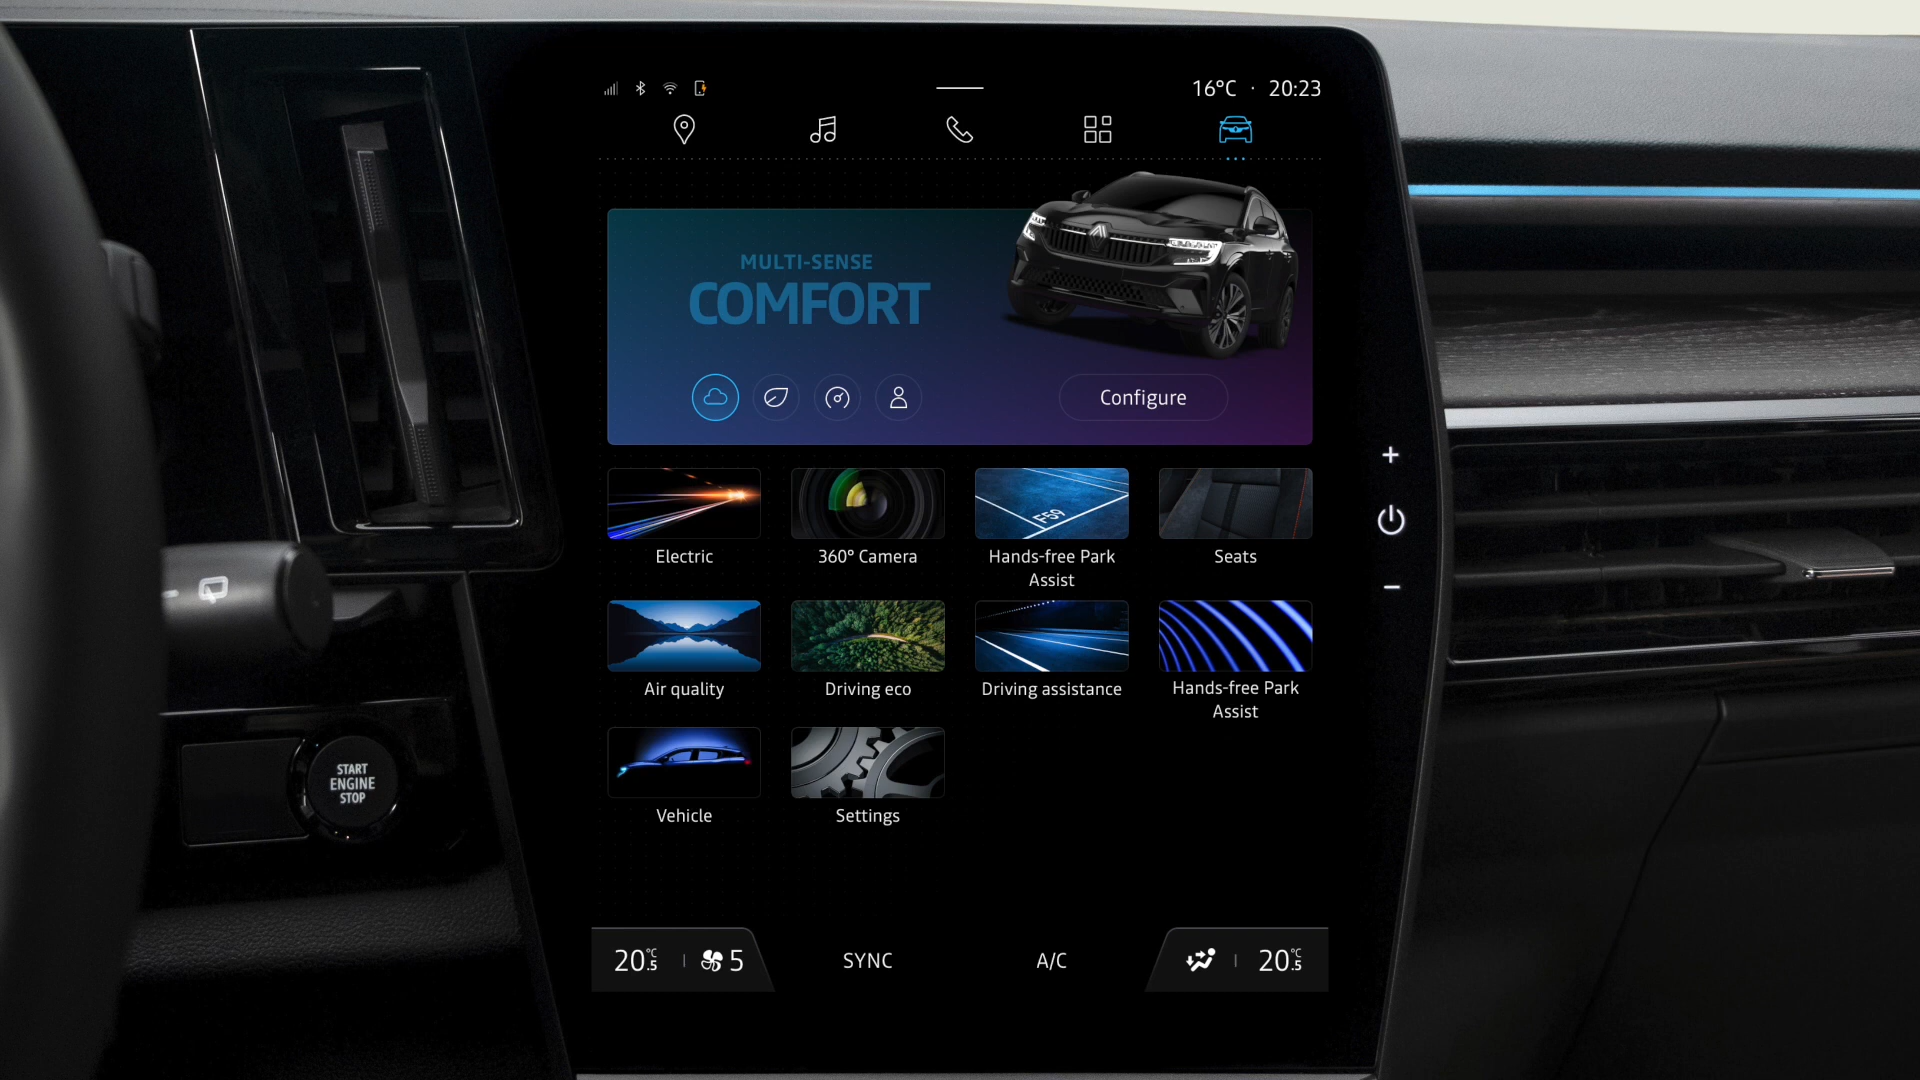 16°C · 20:23
MULTI-SENSE
COMFORT
Configure
Electric
360° Camera
Hands-free Park
Assist
Seats
F59
Air quality
Driving eco
Driving assistance
Hands-free Park
Assist
Vehicle
Settings
20.5°C
5
SYNC
A/C
20.5°C
START
ENGINE
STOP